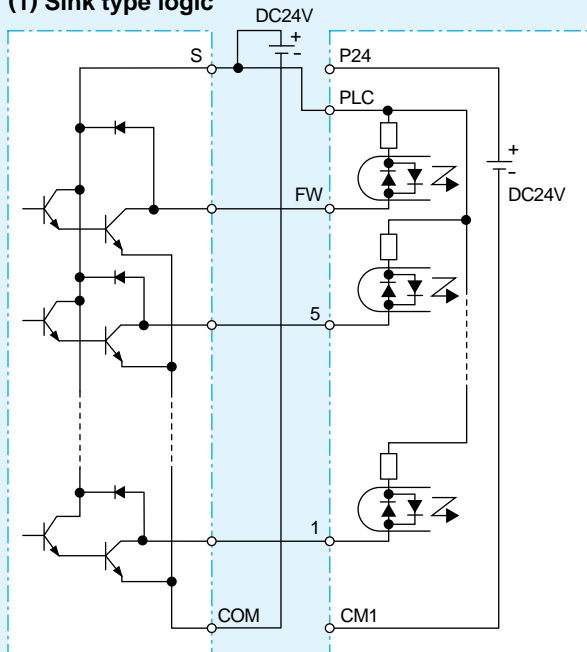 (1) Sink type logic
DC24V
+
-
S
P24
PLC
+
-
DC24V
FW
5
1
COM
CM1